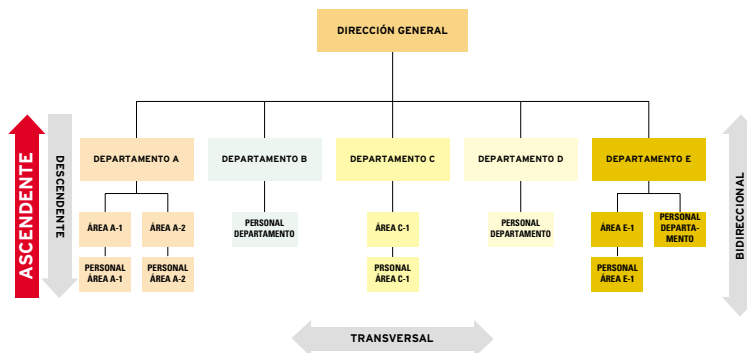 DIRECCIÓN GENERAL
ASCENDENTE
DESCENDENTE
DEPARTAMENTO A
DEPARTAMENTO B
DEPARTAMENTO C
DEPARTAMENTO D
DEPARTAMENTO E
BIDIRECCIONAL
ÁREA A-1
ÁREA A-2
PERSONAL
DEPARTAMENTO
ÁREA C-1
PERSONAL
DEPARTAMENTO
ÁREA E-1
PERSONAL
DEPARTA-
MENTO
PERSONAL
ÁREA A-1
PERSONAL
ÁREA A-2
PRSONAL
ÁREA C-1
PERSONAL
ÁREA E-1
TRANSVERSAL